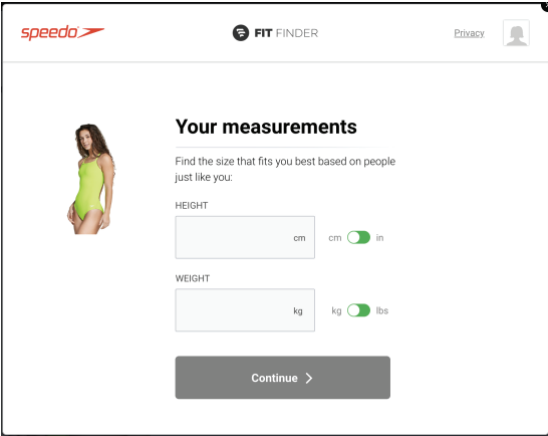 speedo
FIT FINDER
Privacy
Your measurements
Find the size that fits you best based on people
just like you:
HEIGHT
cm
cm in
WEIGHT
kg
kg lbs
Continue